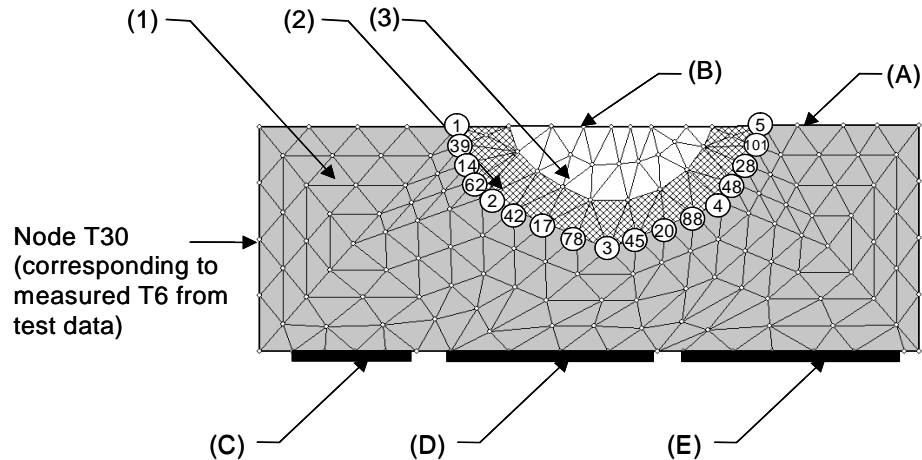 (1)
(2)
(3)
(B)
(A)
1
5
39
101
14
28
62
48
2
4
42
88
17
20
78
45
3
Node T30
(corresponding to
measured T6 from
test data)
(C)
(D)
(E)